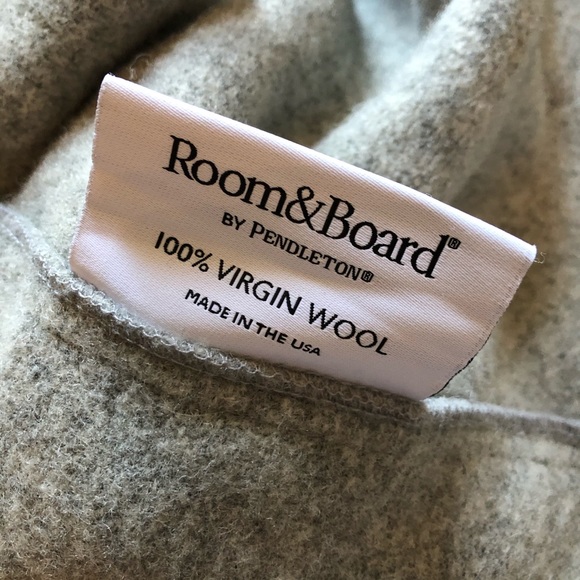 Room&Board®
BY PENDLETON®
100% VIRGIN WOOL
MADE IN THE USA